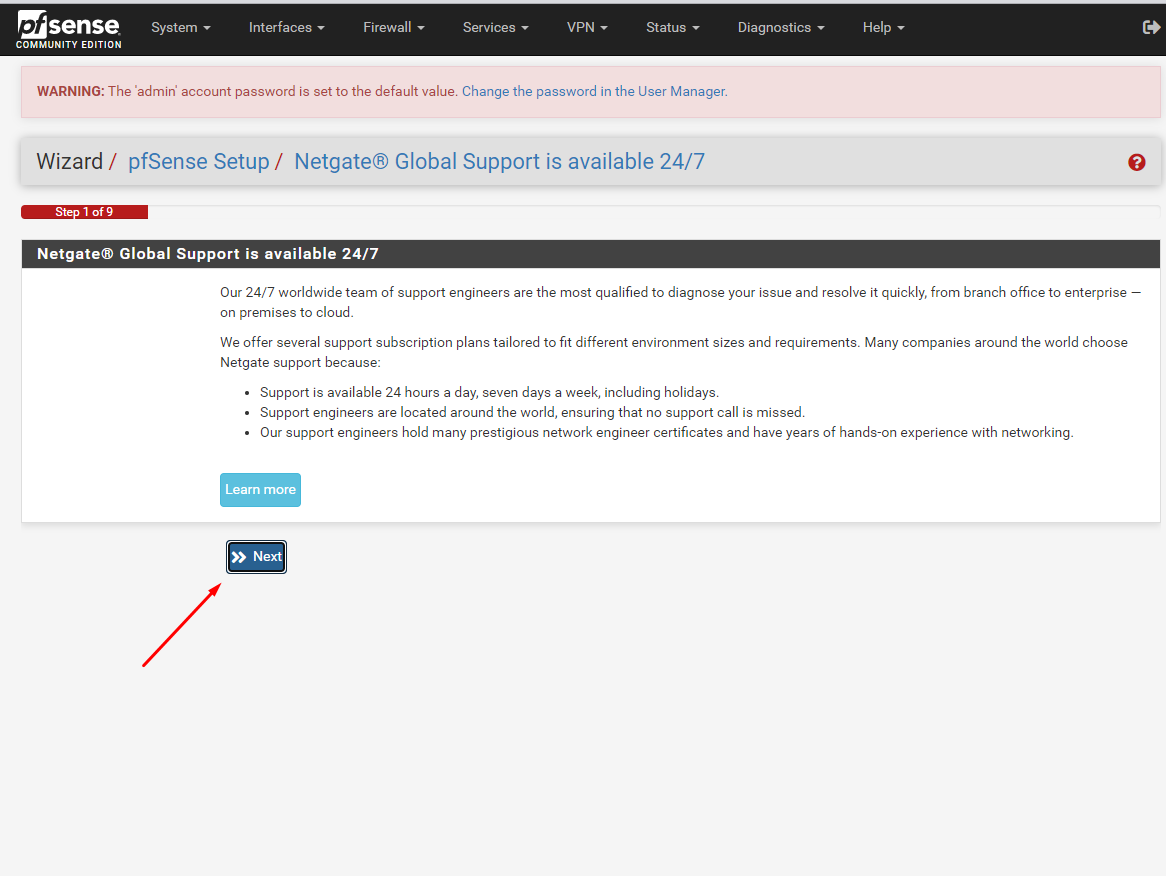 pfsense
COMMUNITY EDITION
System Interfaces Firewall Services VPN Status Diagnostics Help
WARNING: The 'admin' account password is set to the default value. Change the password in the User Manager.
Wizard / pfSense Setup / Netgate® Global Support is available 24/7
Step 1 of 9
Netgate® Global Support is available 24/7
Our 24/7 worldwide team of support engineers are the most qualified to diagnose your issue and resolve it quickly, from branch office to enterprise —
on premises to cloud.
We offer several support subscription plans tailored to fit different environment sizes and requirements. Many companies around the world choose
Netgate support because:
• Support is available 24 hours a day, seven days a week, including holidays.
• Support engineers are located around the world, ensuring that no support call is missed.
• Our support engineers hold many prestigious network engineer certificates and have years of hands-on experience with networking.
Learn more
Next